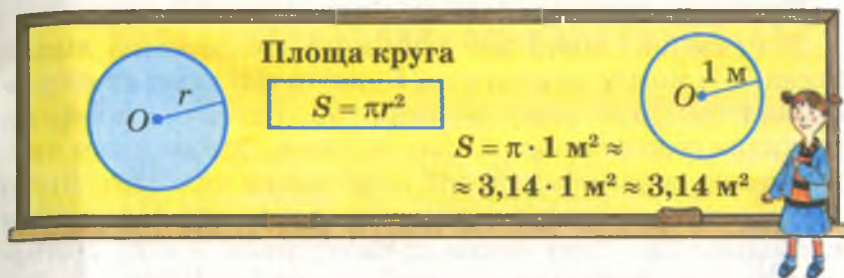 Площа круга
O r
S = πr²
O 1 м
S = π · 1 м² ≈
≈ 3,14 · 1 м² ≈ 3,14 м²